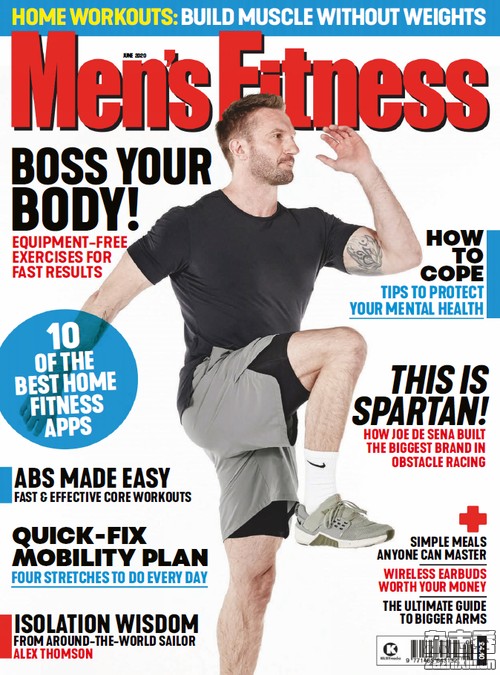 HOME WORKOUTS: BUILD MUSCLE WITHOUT WEIGHTS
JUNE 2020
Men's Fitness
BOSS YOUR
BODY!
EQUIPMENT-FREE
EXERCISES FOR
FAST RESULTS
HOW
TO
COPE
TIPS TO PROTECT
YOUR MENTAL HEALTH
10
OF THE
BEST HOME
FITNESS
APPS
THIS IS
SPARTAN!
HOW JOE DE SENA BUILT
THE BIGGEST BRAND IN
OBSTACLE RACING
ABS MADE EASY
FAST & EFFECTIVE CORE WORKOUTS
QUICK-FIX
MOBILITY PLAN
FOUR STRETCHES TO DO EVERY DAY
SIMPLE MEALS
ANYONE CAN MASTER
WIRELESS EARBUDS
WORTH YOUR MONEY
THE ULTIMATE GUIDE
TO BIGGER ARMS
ISOLATION WISDOM
FROM AROUND-THE-WORLD SAILOR
ALEX THOMSON
K